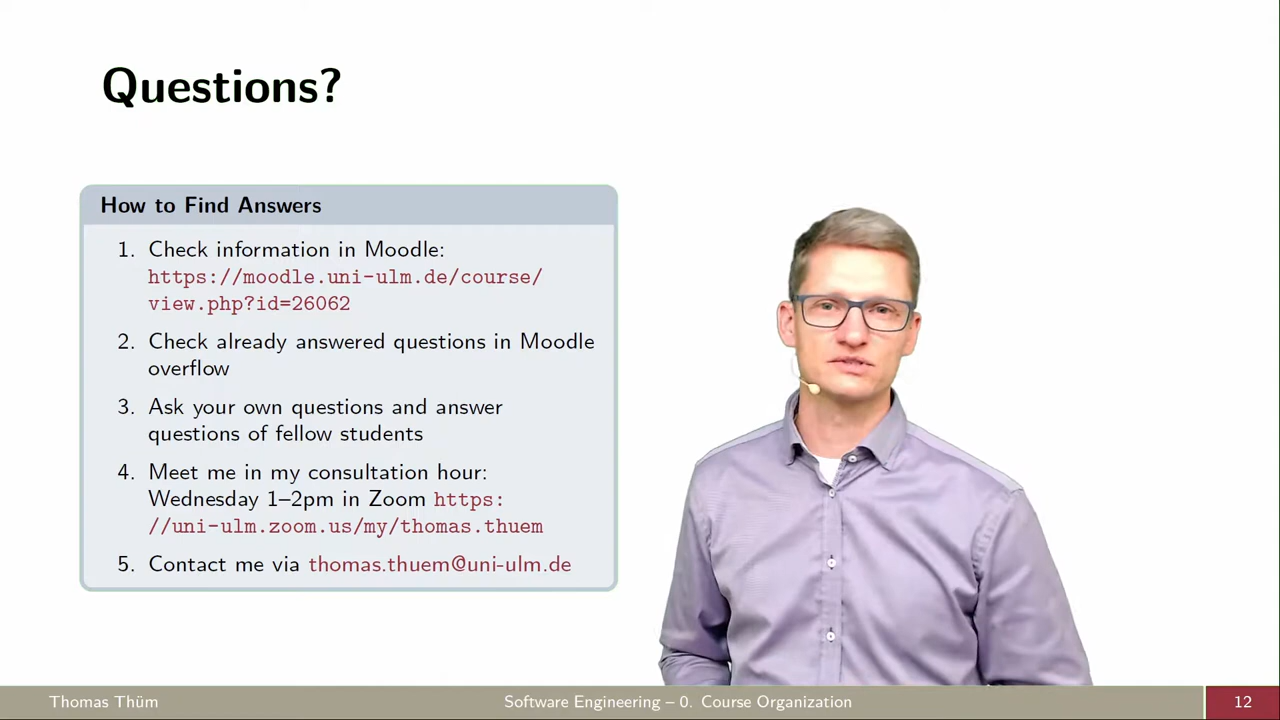 Questions?
How to Find Answers
1. Check information in Moodle:
https://moodle.uni-ulm.de/course/
view.php?id=26062
2. Check already answered questions in Moodle
overflow
3. Ask your own questions and answer
questions of fellow students
4. Meet me in my consultation hour:
Wednesday 1–2pm in Zoom https:
//uni-ulm.zoom.us/my/thomas.thuem
5. Contact me via thomas.thuem@uni-ulm.de
Thomas Thüm
Software Engineering – 0. Course Organization
12